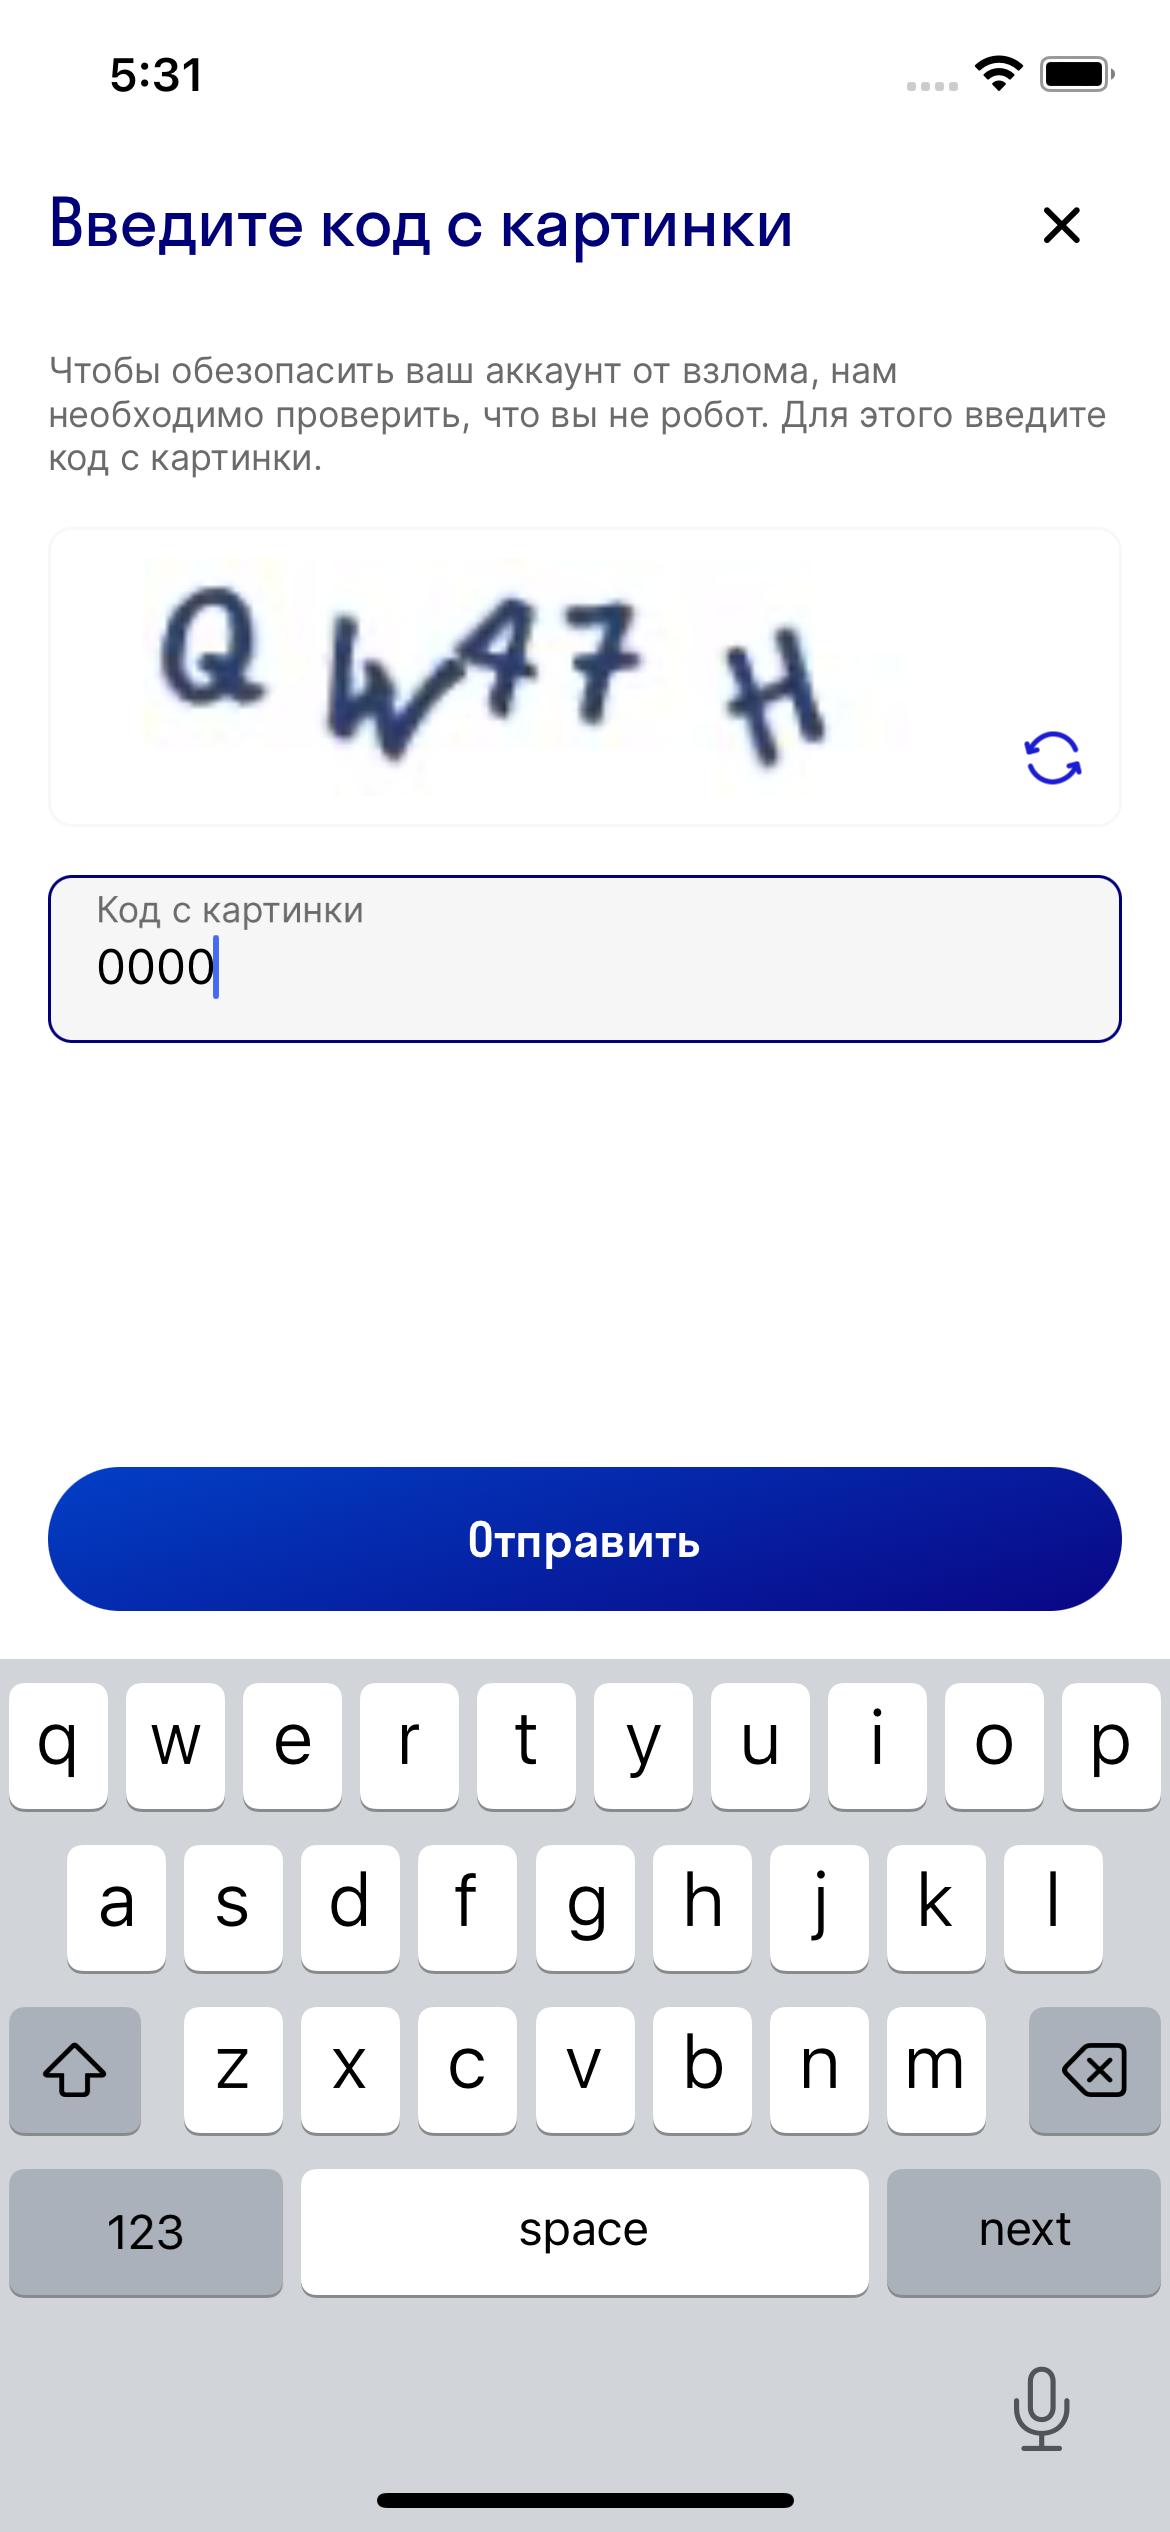 5:31
Введите код с картинки
Чтобы обезопасить ваш аккаунт от взлома, нам
необходимо проверить, что вы не робот. Для этого введите
код с картинки.
QW47H
Код с картинки
0000
Отправить
q w e r t y u i o p
a s d f g h j k l
z x c v b n m
123 space next